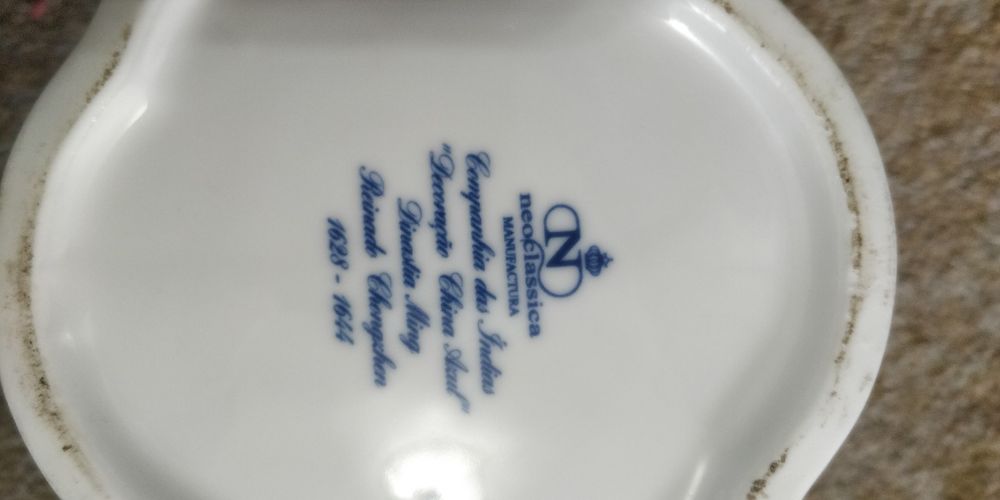 N
neoclassica
MANUFACTURA
Companhia das Índias
"Decoração China Azul"
Dinastia Ming
Reinado Chongzhen
1628 - 1644